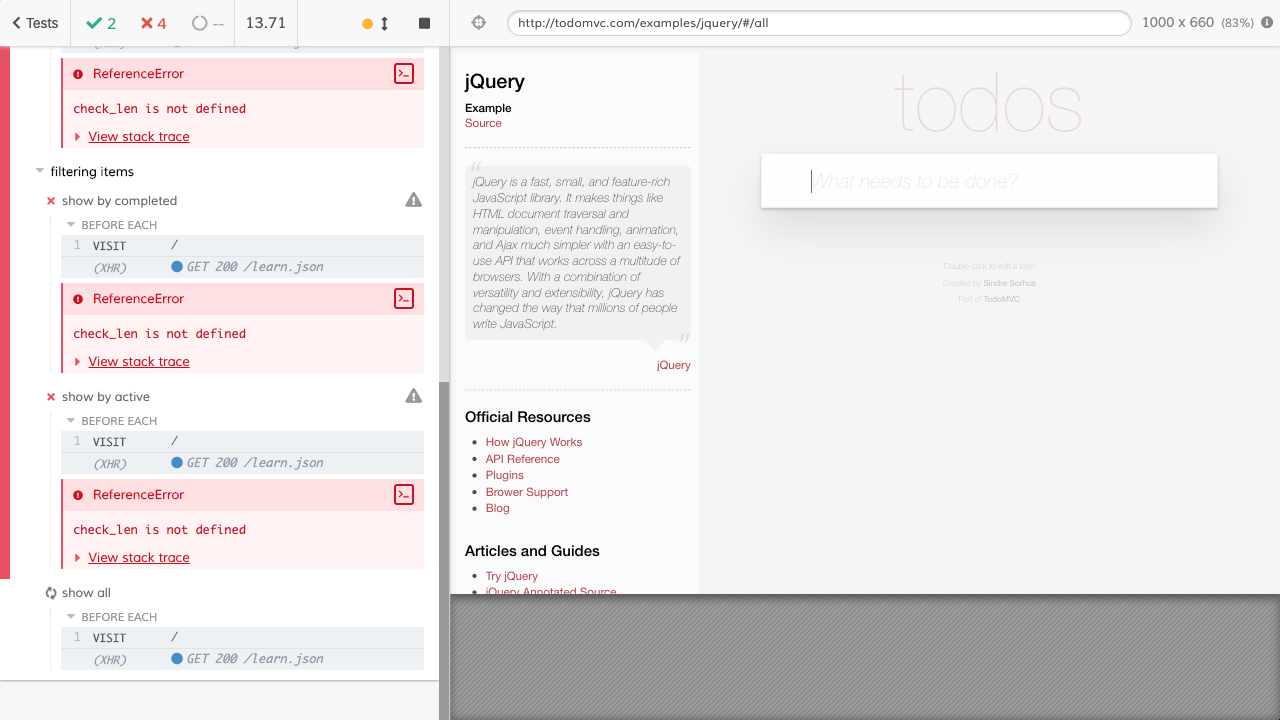 Tests
2
4
--
13.71
http://todomvc.com/examples/jquery/#/all
1000 x 660 (83%)
ReferenceError
check_len is not defined
View stack trace
filtering items
show by completed
BEFORE EACH
1 VISIT /
(XHR) GET 200 /learn.json
ReferenceError
check_len is not defined
View stack trace
show by active
BEFORE EACH
1 VISIT /
(XHR) GET 200 /learn.json
ReferenceError
check_len is not defined
View stack trace
show all
BEFORE EACH
1 VISIT /
(XHR) GET 200 /learn.json
jQuery
Example
Source
“
jQuery is a fast, small, and feature-rich
JavaScript library. It makes things like
HTML document traversal and
manipulation, event handling, animation,
and Ajax much simpler with an easy-to-
use API that works across a multitude of
browsers. With a combination of
versatility and extensibility, jQuery has
changed the way that millions of people
write JavaScript.
”
jQuery
Official Resources
How jQuery Works
API Reference
Plugins
Brower Support
Blog
Articles and Guides
Try jQuery
jQuery Annotated Source
todos
What needs to be done?
Double-click to edit a todo
Created by Sindre Sorhus
Part of TodoMVC